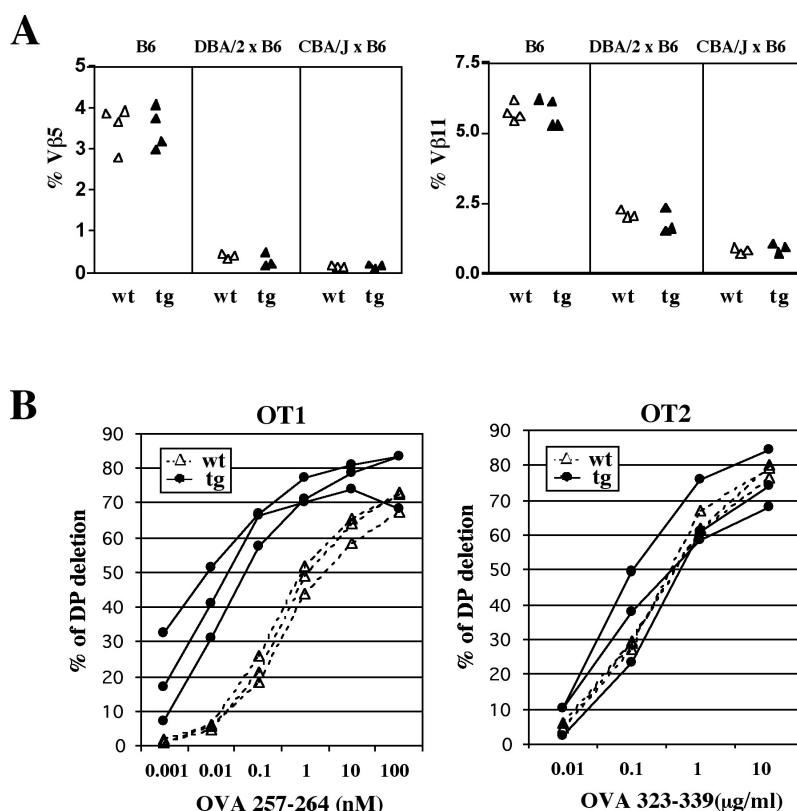 A
B6 DBA/2 x B6 CBA/J x B6
5
4
3
2
1
0
% Vβ5
wt tg wt tg wt tg
B6 DBA/2 x B6 CBA/J x B6
7.5
5.0
2.5
0.0
% Vβ11
wt tg wt tg wt tg
B
OT1
90
80
70
60
50
40
30
20
10
0
% of DP deletion
wt
tg
0.001 0.01 0.1 1 10 100
OVA 257-264 (nM)
OT2
90
80
70
60
50
40
30
20
10
0
% of DP deletion
wt
tg
0.01 0.1 1 10
OVA 323-339(μg/ml)